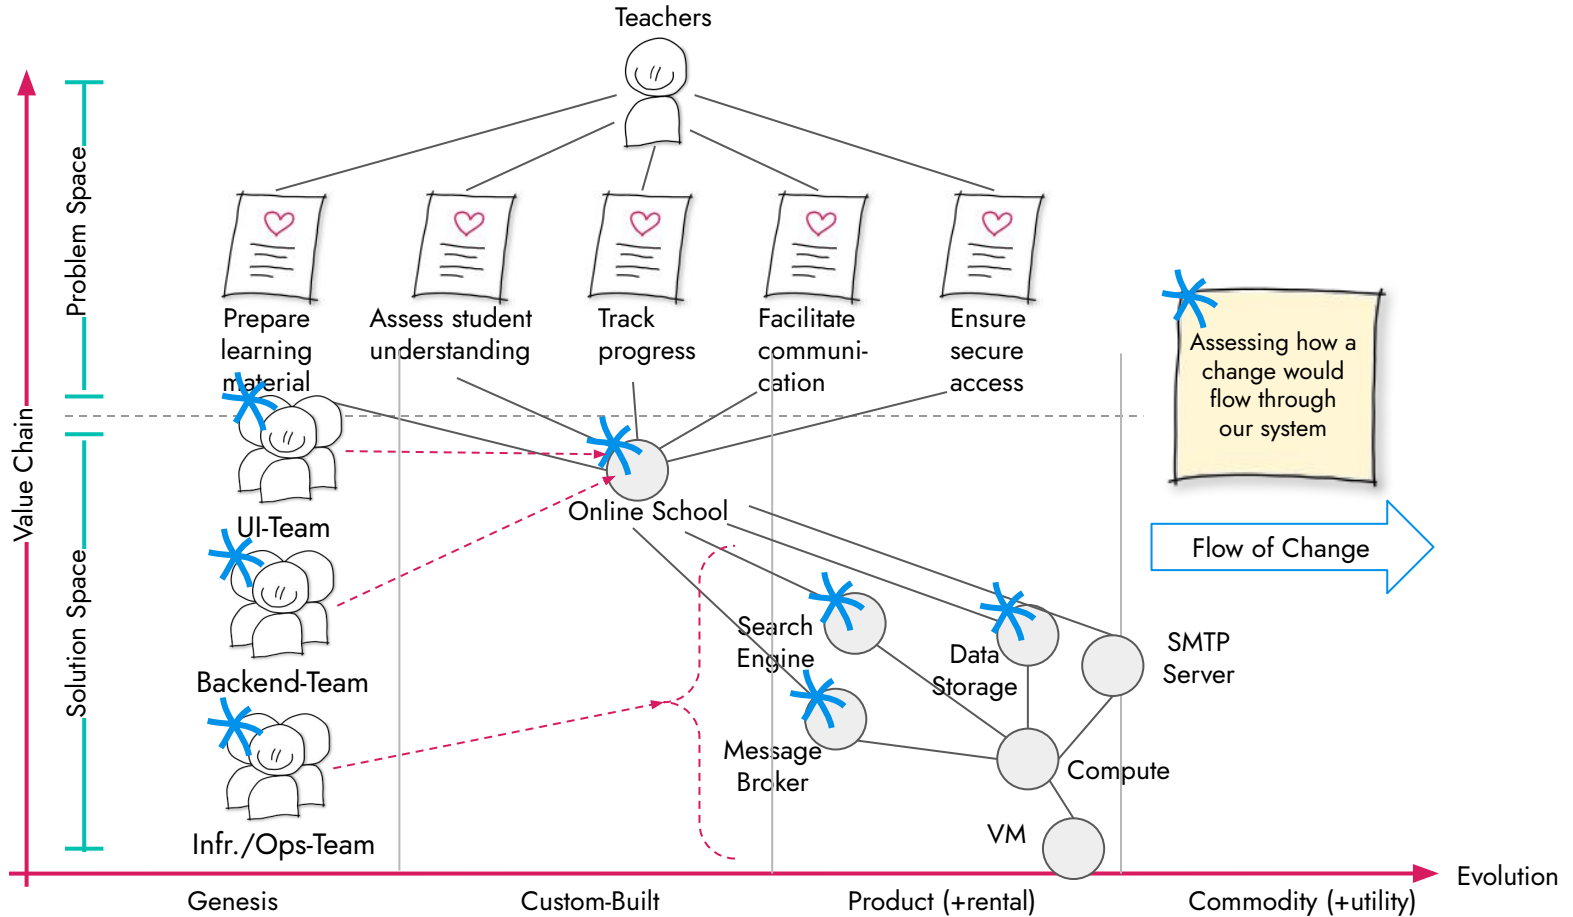 Teachers
Problem Space
Prepare
learning
material
Assess student
understanding
Track
progress
Facilitate
communi-
cation
Ensure
secure
access
Assessing how a
change would
flow through
our system
Value Chain
Solution Space
UI-Team
Online School
Flow of Change
Backend-Team
Search
Engine
Data
Storage
SMTP
Server
Message
Broker
Compute
Infr./Ops-Team
VM
Evolution
Genesis
Custom-Built
Product (+rental)
Commodity (+utility)